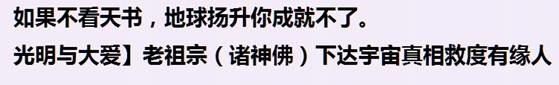 如果不看天书，地球扬升你成就不了。
光明与大爱】老祖宗（诸神佛）下达宇宙真相救度有缘人